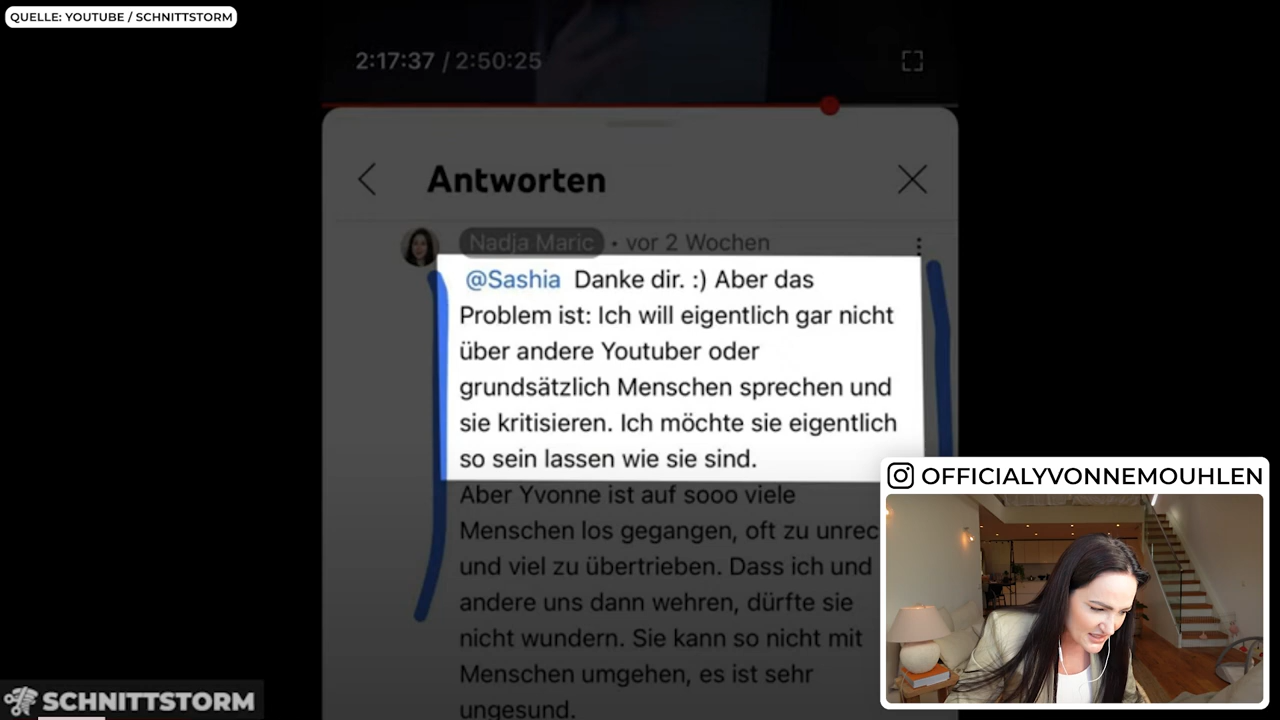 QUELLE: YOUTUBE / SCHNITTSTORM
2:17:37 / 2:50:25
Antworten
Nadja Maric • vor 2 Wochen
@Sashia Danke dir. :) Aber das
Problem ist: Ich will eigentlich gar nicht
über andere Youtuber oder
grundsätzlich Menschen sprechen und
sie kritisieren. Ich möchte sie eigentlich
so sein lassen wie sie sind.
Aber Yvonne ist auf sooo viele
Menschen los gegangen, oft zu unrec
und viel zu übertrieben. Dass ich und
andere uns dann wehren, dürfte sie
nicht wundern. Sie kann so nicht mit
Menschen umgehen, es ist sehr
ungesund.
OFFICIALYVONNEMOUHLEN
SCHNITTSTORM